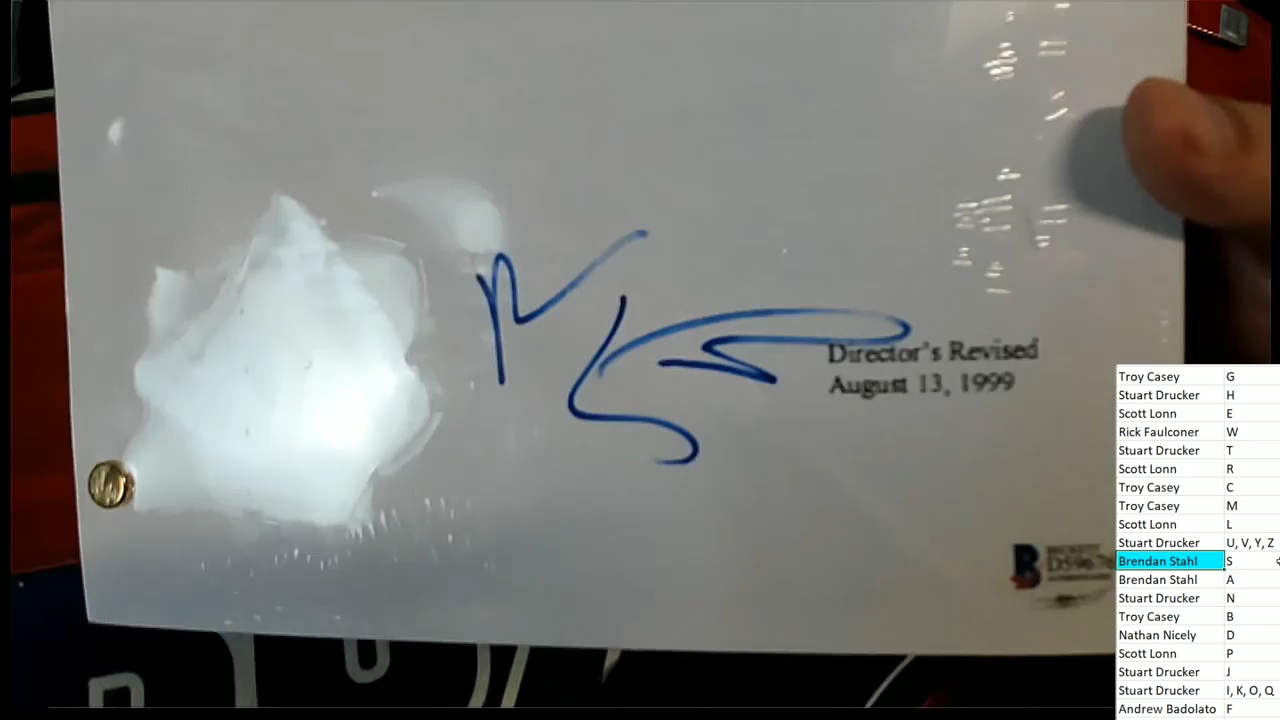 Director's Revised
August 13, 1999
Troy Casey G
Stuart Drucker H
Scott Lonn E
Rick Faulconer W
Stuart Drucker T
Scott Lonn R
Troy Casey C
Troy Casey M
Scott Lonn L
Stuart Drucker U, V, Y, Z
Brendan Stahl S
Brendan Stahl A
Stuart Drucker N
Troy Casey B
Nathan Nicely D
Scott Lonn P
Stuart Drucker J
Stuart Drucker I, K, O, Q
Andrew Badolato F